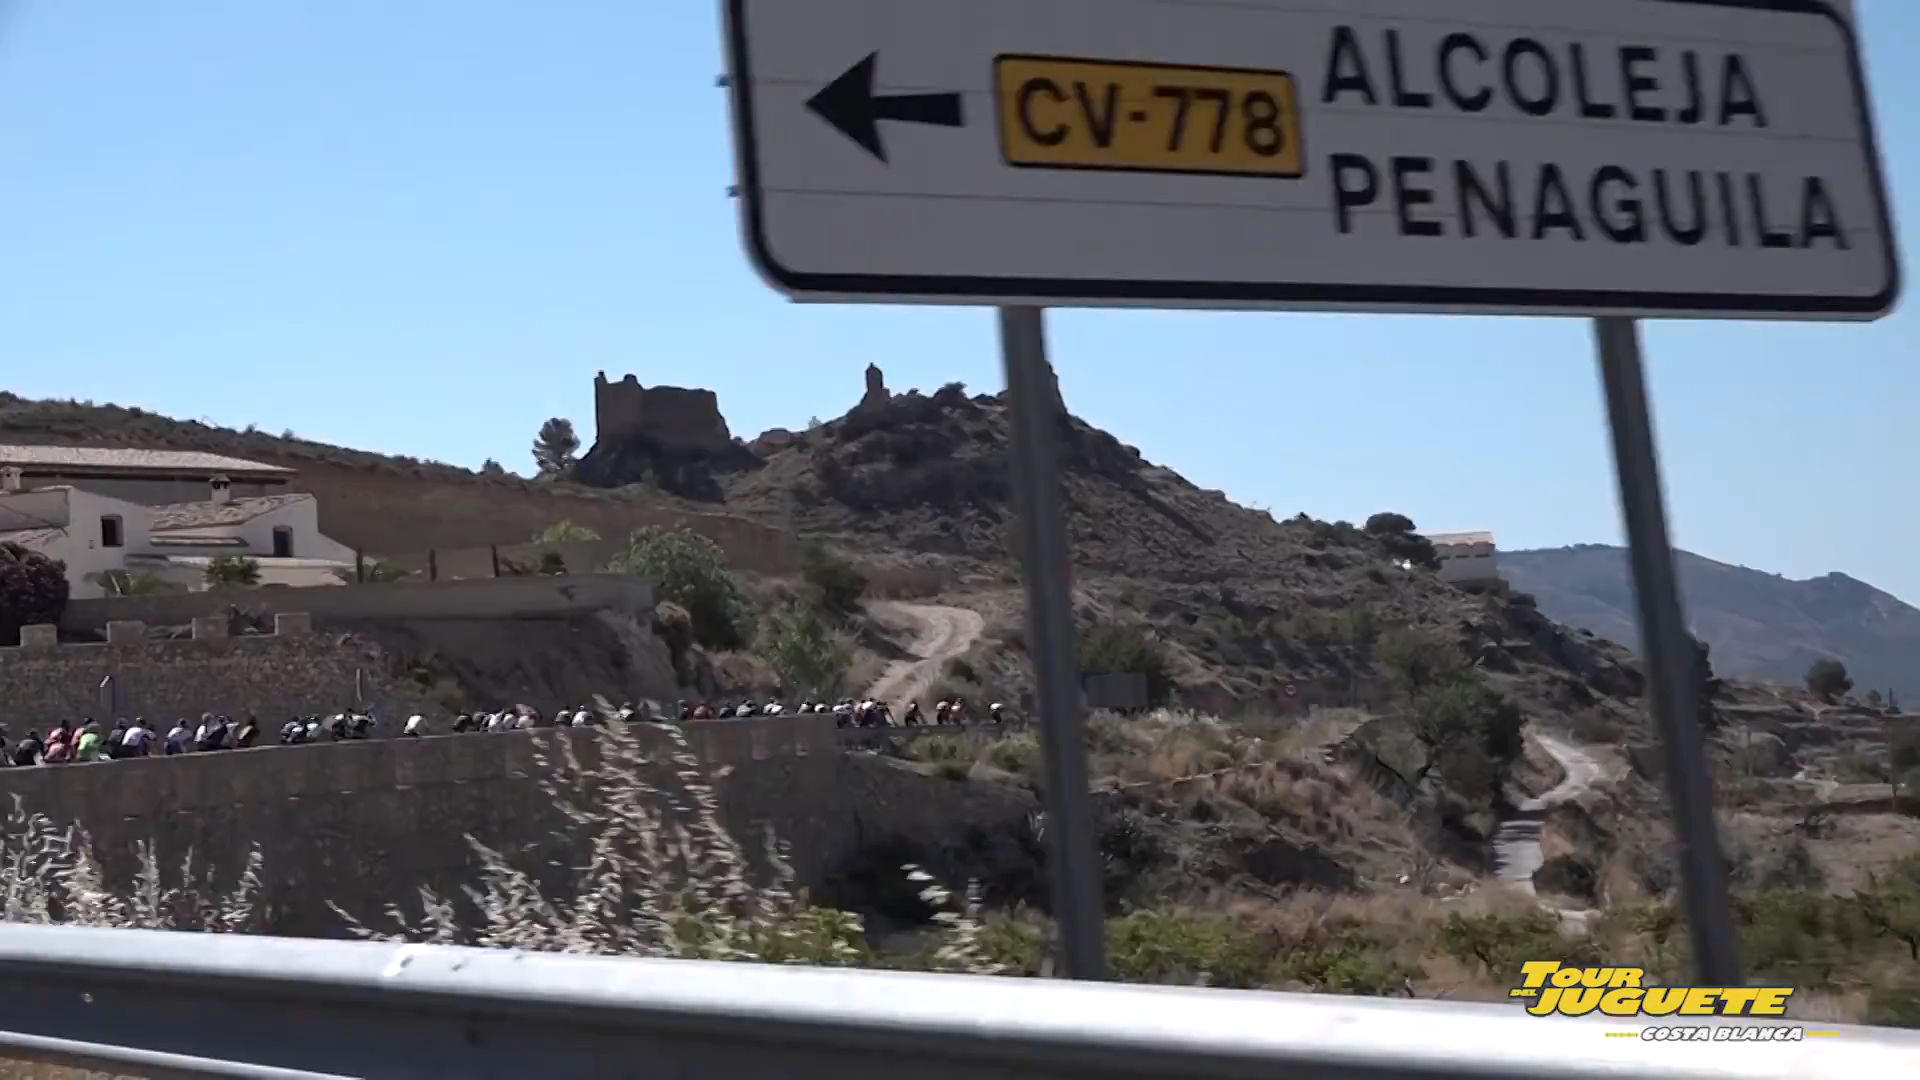 CV-778
ALCOLEJA
PENAGUILA
TOUR
DEL JUGUETE
COSTA BLANCA